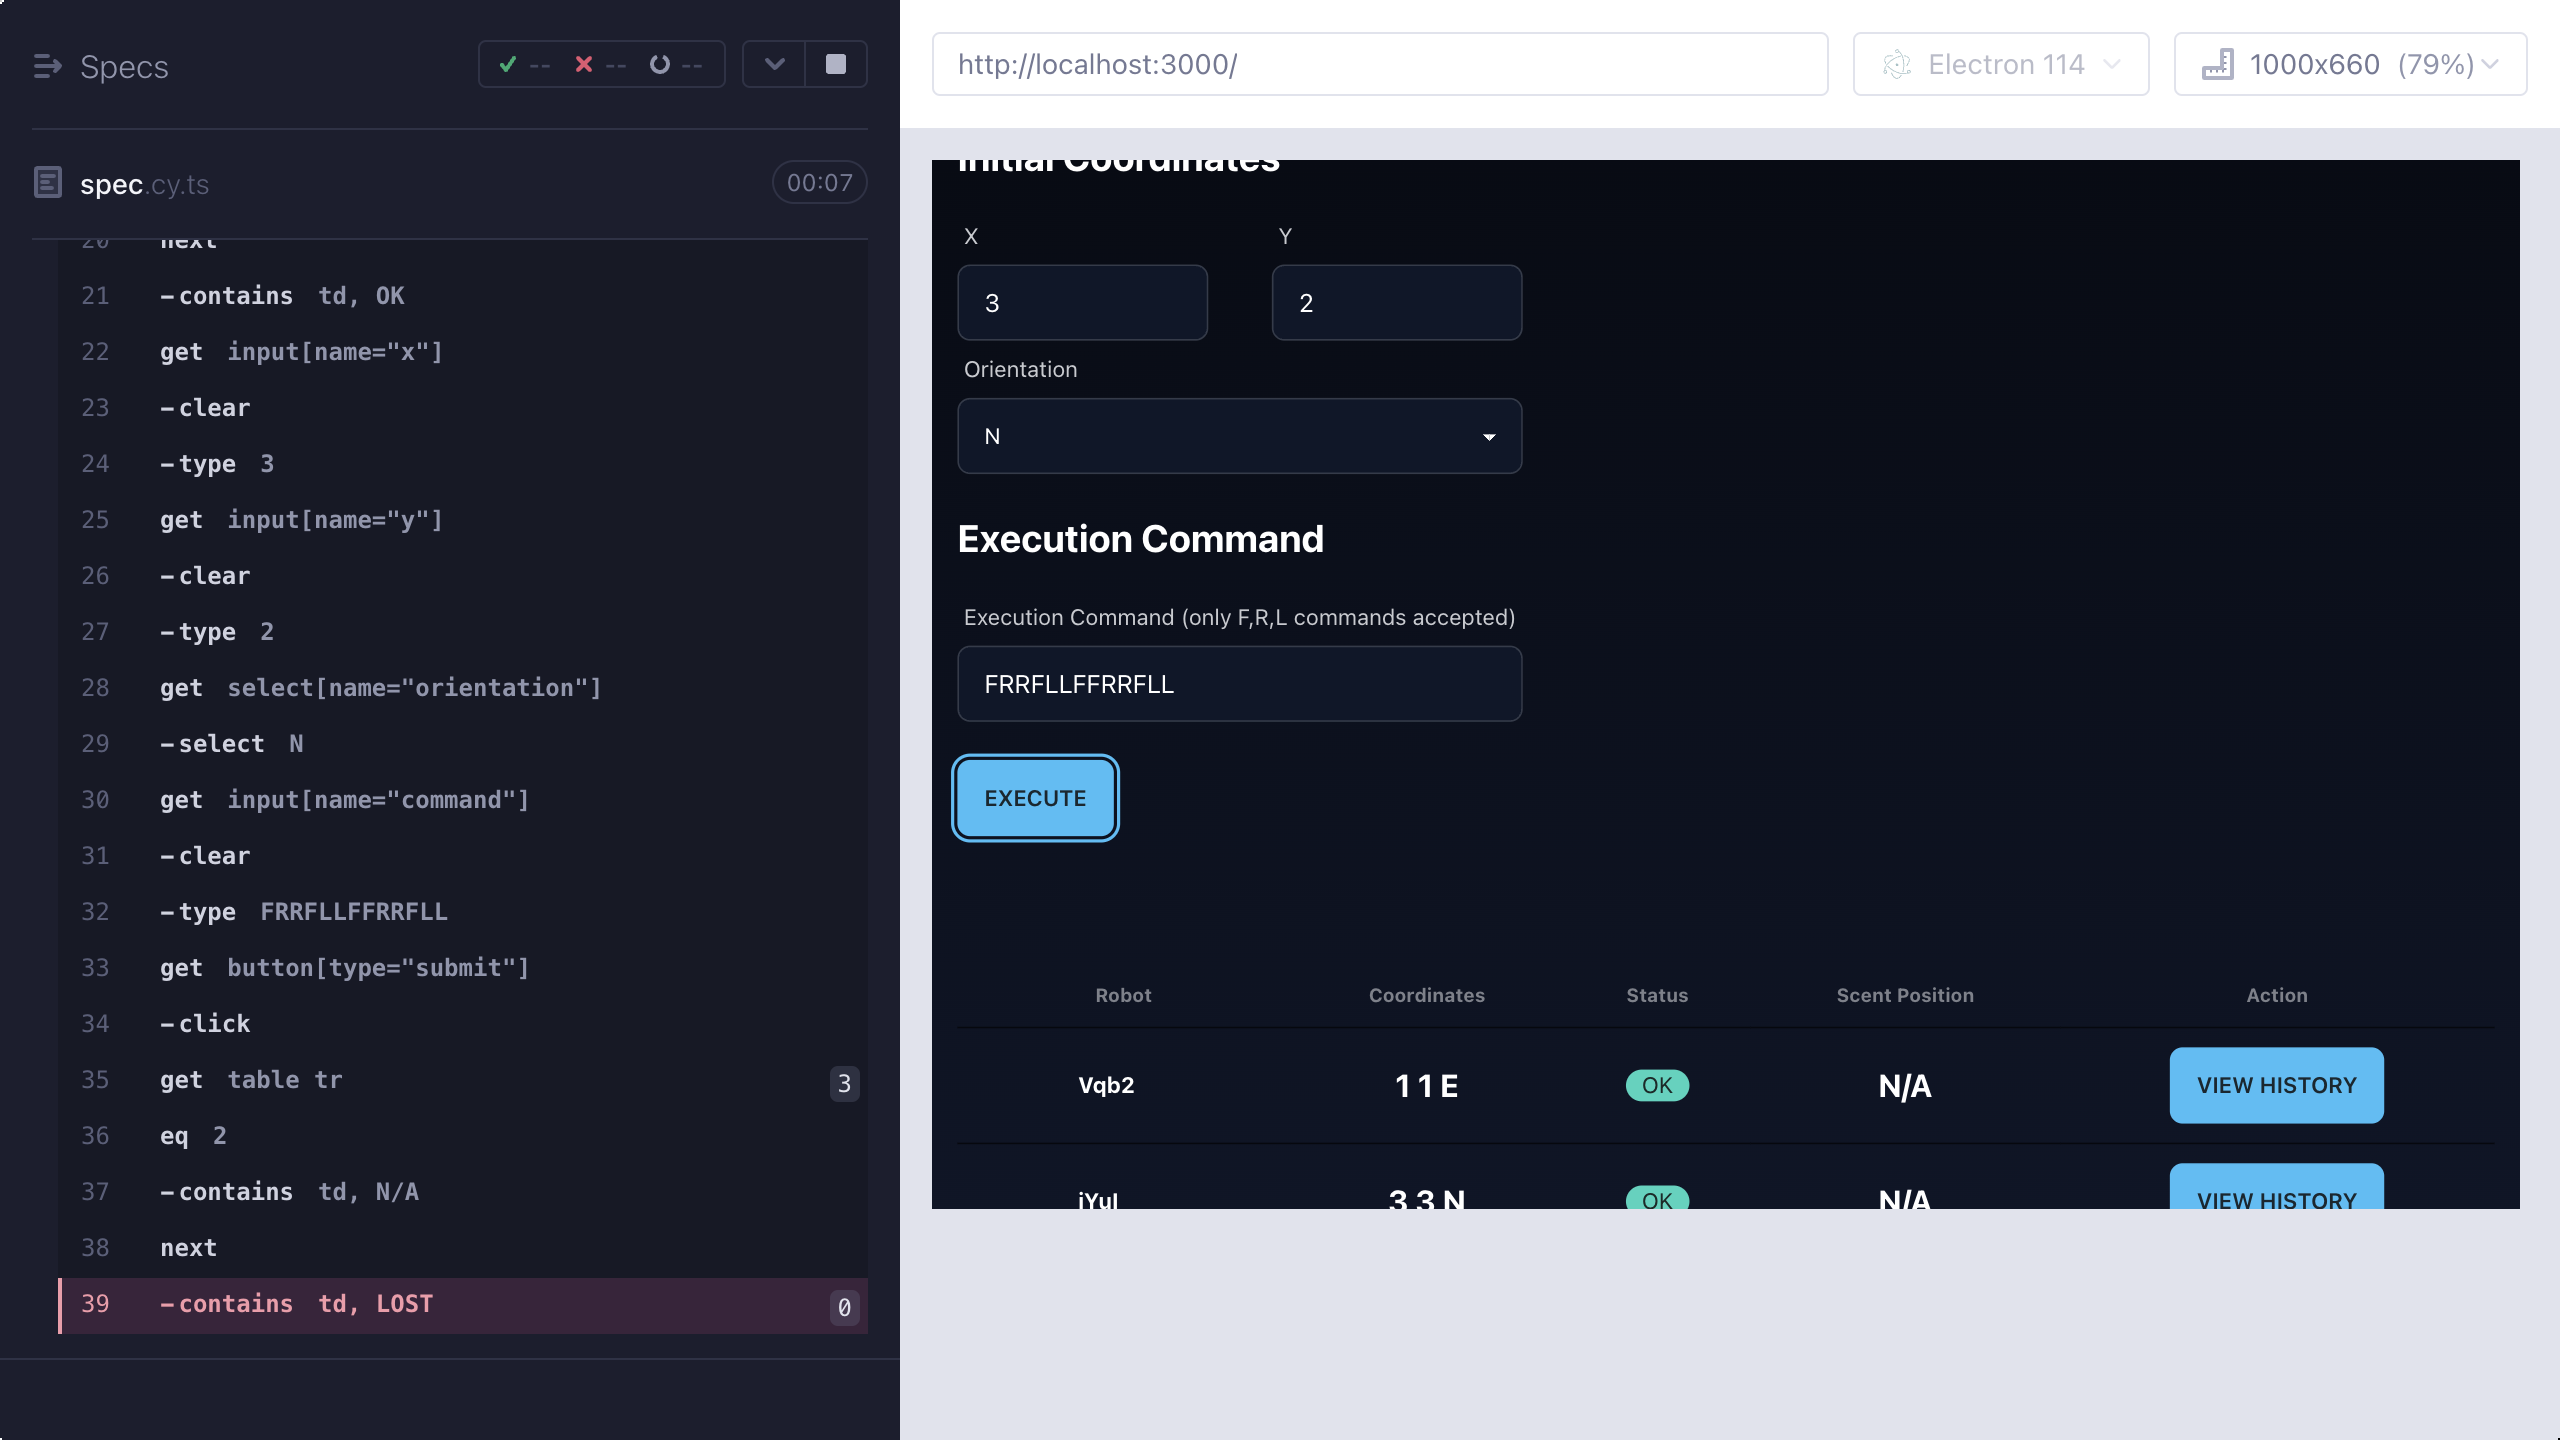 Specs
-- -- --
spec.cy.ts
00:07
20 next
21 -contains td, OK
22 get input[name="x"]
23 -clear
24 -type 3
25 get input[name="y"]
26 -clear
27 -type 2
28 get select[name="orientation"]
29 -select N
30 get input[name="command"]
31 -clear
32 -type FRRFLLFFRRFLL
33 get button[type="submit"]
34 -click
35 get table tr 3
36 eq 2
37 -contains td, N/A
38 next
39 -contains td, LOST 0
http://localhost:3000/
Electron 114
1000x660 (79%)
Initial Coordinates
X Y
3 2
Orientation
N
Execution Command
Execution Command (only F,R,L commands accepted)
FRRFLLFFRRFLL
EXECUTE
Robot Coordinates Status Scent Position Action
Vqb2 1 1 E OK N/A VIEW HISTORY
3 3 N OK N/A VIEW HISTORY